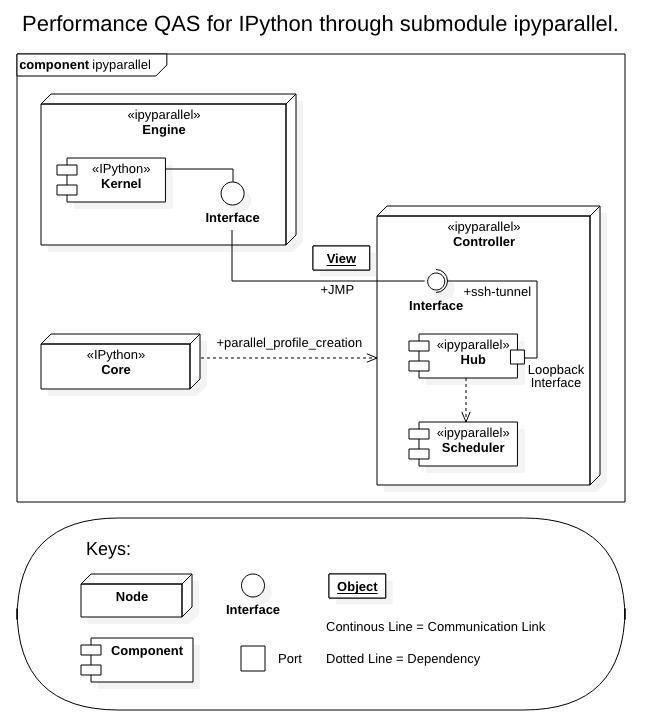 Performance QAS for IPython through submodule ipyparallel.
component ipyparallel
«ipyparallel»
Engine
«IPython»
Kernel
Interface
«ipyparallel»
Controller
View
+JMP
+ssh-tunnel
Interface
«IPython»
Core
+parallel_profile_creation
«ipyparallel»
Hub
Loopback
Interface
«ipyparallel»
Scheduler
Keys:
Node
Interface
Object
Component
Port
Continous Line = Communication Link
Dotted Line = Dependency